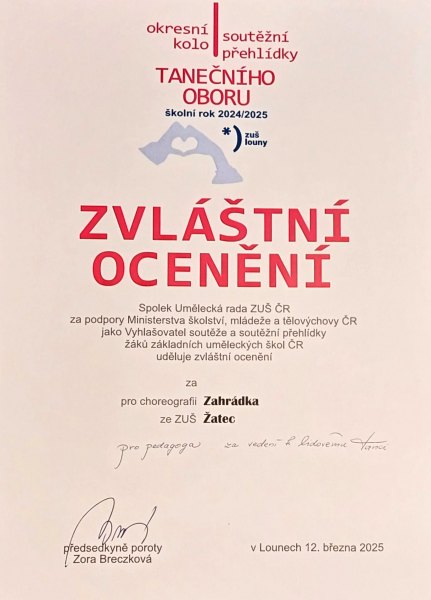 okresní kolo
soutěžní přehlídky
TANEČNÍHO
OBORU
školní rok 2024/2025
*) zuš louny
ZVLÁŠTNÍ
OCENĚNÍ
Spolek Umělecká rada ZUŠ ČR
za podpory Ministerstva školství, mládeže a tělovýchovy ČR
jako Vyhlašovatel soutěže a soutěžní přehlídky
žáků základních uměleckých škol ČR
uděluje zvláštní ocenění
za
pro choreografii Zahrádka
ze ZUŠ Žatec
pro pedagoga za vedení k lidovému tanci
předsedkyně poroty
Zora Breczková
v Lounech 12. března 2025